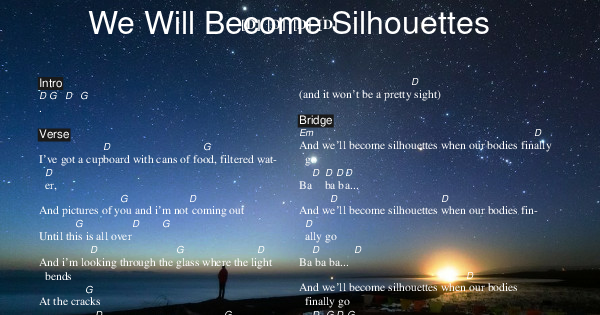 We Will Become Silhouettes
Intro
D G D G
.
Verse
D G
I've got a cupboard with cans of food, filtered wat-
D
er,
G D
And pictures of you and i'm not coming out
G D G
Until this is all over
D G D
And i'm looking through the glass where the light
bends
G
At the cracks
D G
D
(and it won't be a pretty sight)
Bridge
Em D
And we'll become silhouettes when our bodies finally
go
D D D D
Ba ba ba...
D D
And we'll become silhouettes when our bodies fin-
D
ally go
D D D
Ba ba ba...
D
And we'll become silhouettes when our bodies
finally go
D G D G